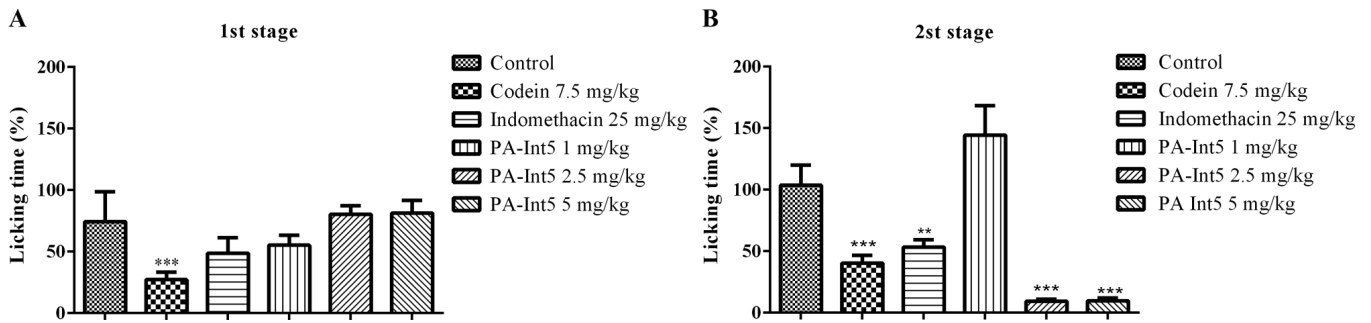 A
1st stage
Licking time (%)
200
150
100
50
0
***
Control
Codein 7.5 mg/kg
Indomethacin 25 mg/kg
PA-Int5 1 mg/kg
PA-Int5 2.5 mg/kg
PA-Int5 5 mg/kg
B
2st stage
Licking time (%)
200
150
100
50
0
***
**
***
***
Control
Codein 7.5 mg/kg
Indomethacin 25 mg/kg
PA-Int5 1 mg/kg
PA-Int5 2.5 mg/kg
PA Int5 5 mg/kg